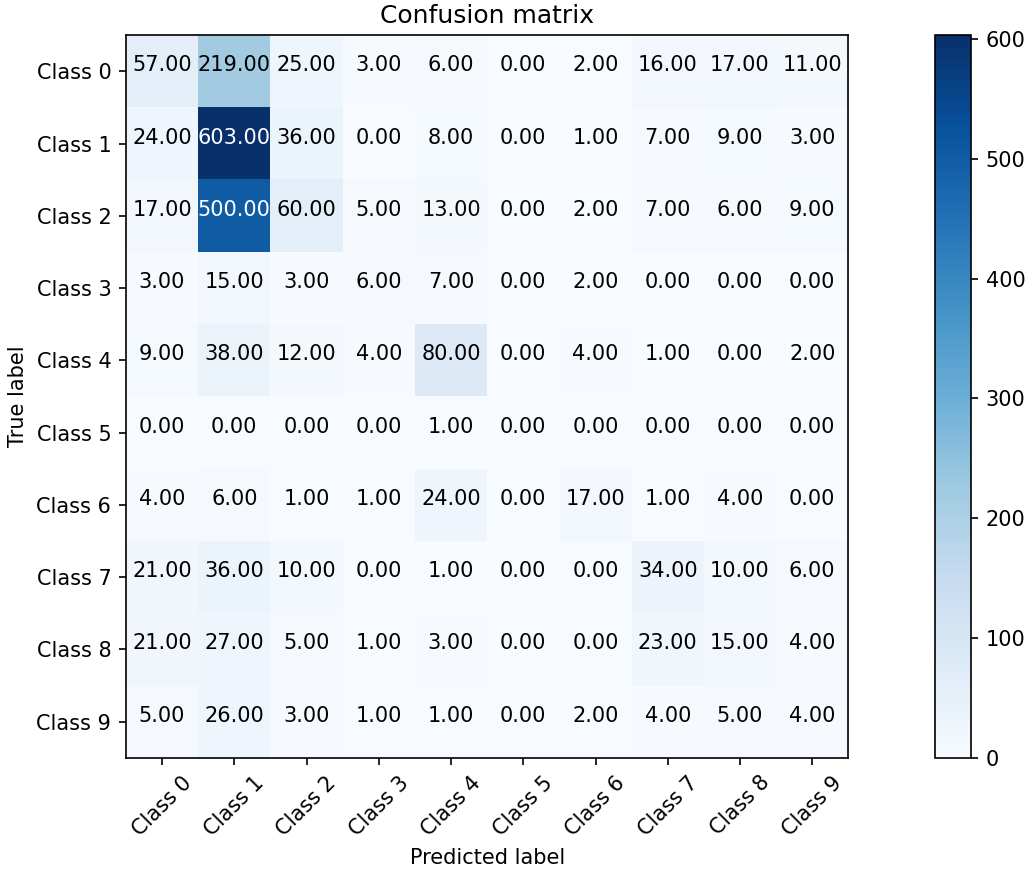 Confusion matrix
Class 0 57.00 219.00 25.00 3.00 6.00 0.00 2.00 16.00 17.00 11.00
Class 1 24.00 603.00 36.00 0.00 8.00 0.00 1.00 7.00 9.00 3.00
Class 2 17.00 500.00 60.00 5.00 13.00 0.00 2.00 7.00 6.00 9.00
Class 3 3.00 15.00 3.00 6.00 7.00 0.00 2.00 0.00 0.00 0.00
Class 4 9.00 38.00 12.00 4.00 80.00 0.00 4.00 1.00 0.00 2.00
Class 5 0.00 0.00 0.00 0.00 1.00 0.00 0.00 0.00 0.00 0.00
Class 6 4.00 6.00 1.00 1.00 24.00 0.00 17.00 1.00 4.00 0.00
Class 7 21.00 36.00 10.00 0.00 1.00 0.00 0.00 34.00 10.00 6.00
Class 8 21.00 27.00 5.00 1.00 3.00 0.00 0.00 23.00 15.00 4.00
Class 9 5.00 26.00 3.00 1.00 1.00 0.00 2.00 4.00 5.00 4.00
True label
Class 0 Class 1 Class 2 Class 3 Class 4 Class 5 Class 6 Class 7 Class 8 Class 9
Predicted label
600
500
400
300
200
100
0